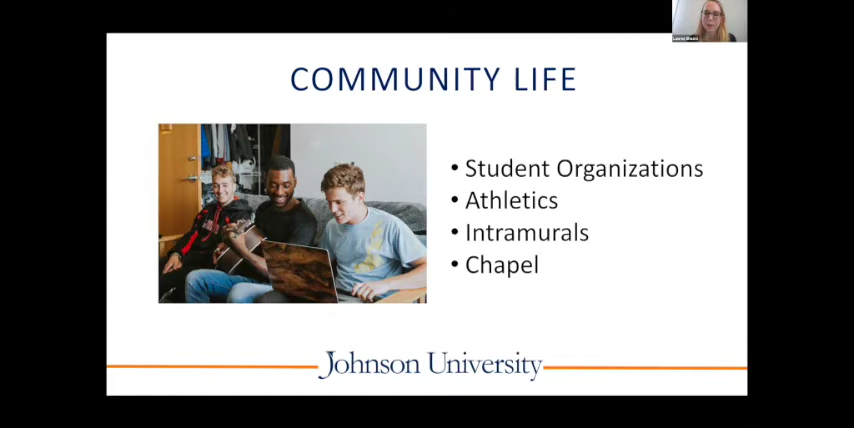 COMMUNITY LIFE
• Student Organizations
• Athletics
• Intramurals
• Chapel
Johnson University